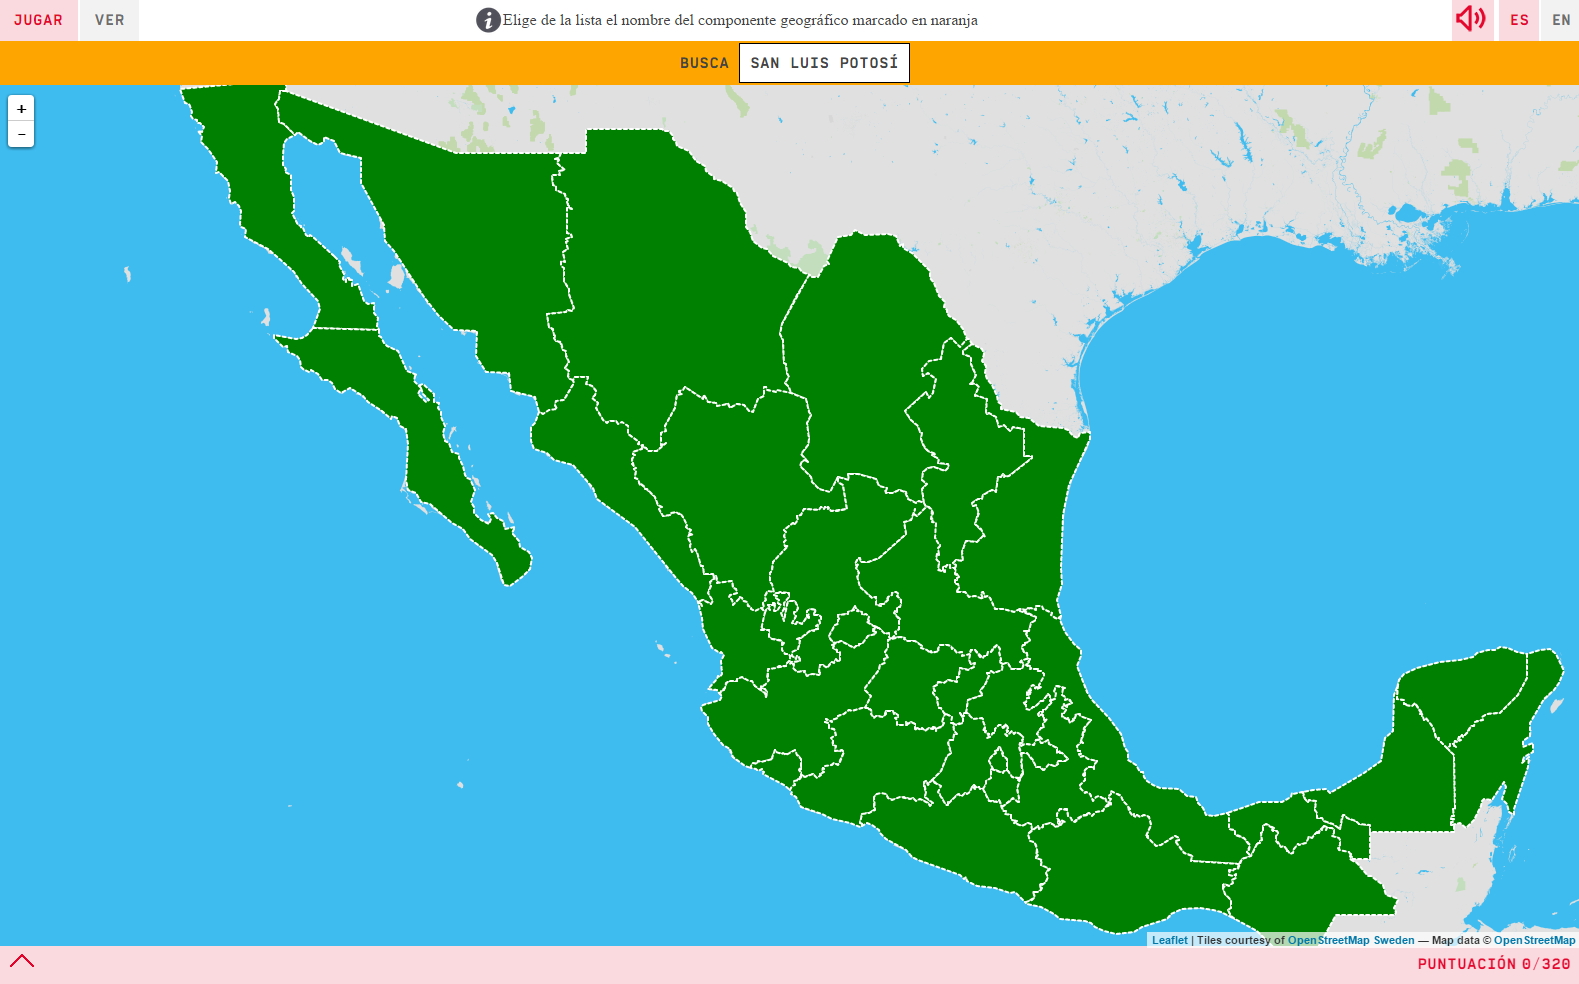 JUGAR VER Elige de la lista el nombre del componente geográfico marcado en naranja ES EN
BUSCA SAN LUIS POTOSÍ
+
-
Leaflet | Tiles courtesy of OpenStreetMap Sweden — Map data © OpenStreetMap
PUNTUACIÓN 0/320